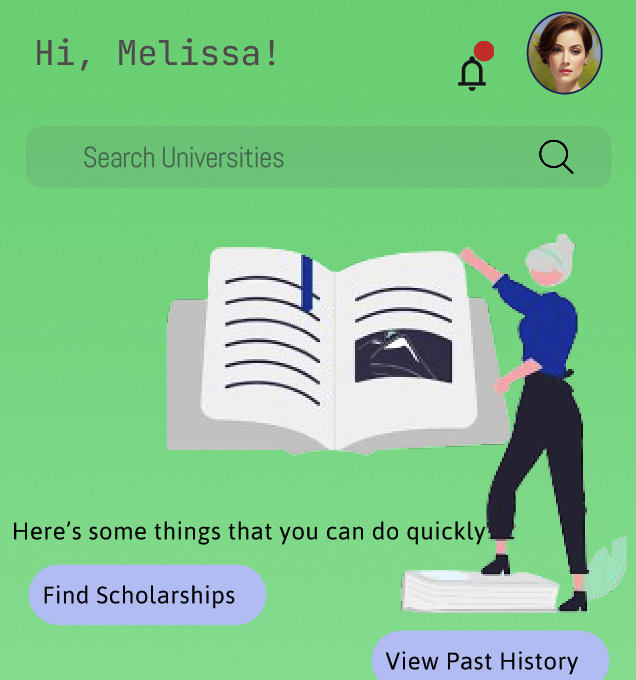 Hi, Melissa!
Search Universities
Here’s some things that you can do quickly:
Find Scholarships
View Past History